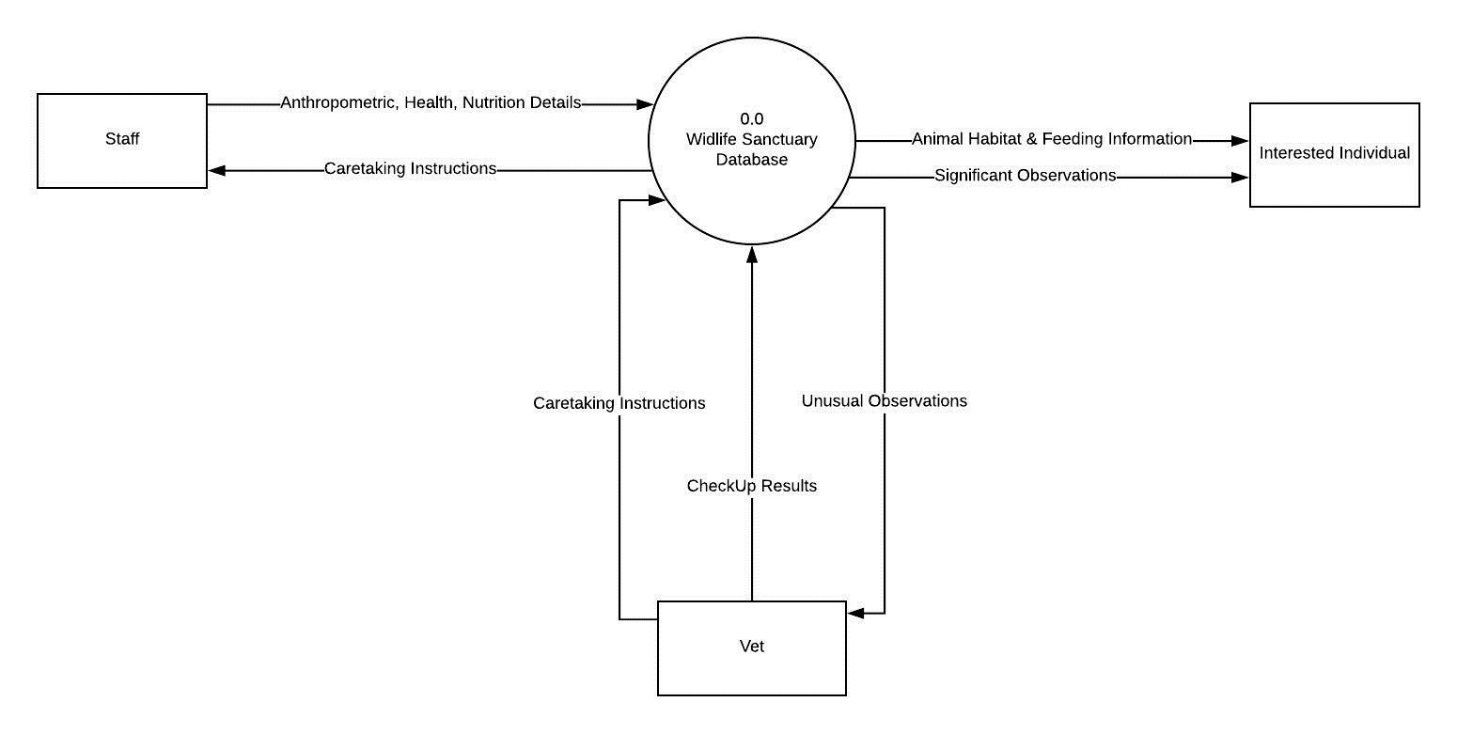 Anthropometric, Health, Nutrition Details
Staff
Caretaking Instructions
0.0
Widlife Sanctuary
Database
Animal Habitat & Feeding Information
Interested Individual
Significant Observations
Caretaking Instructions
Unusual Observations
CheckUp Results
Vet